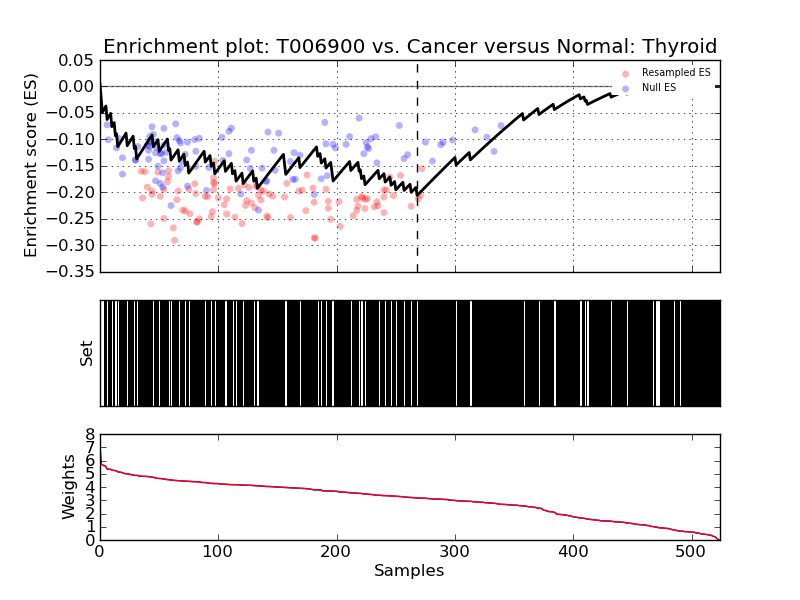 Enrichment plot: T006900 vs. Cancer versus Normal: Thyroid
Enrichment score (ES)
0.05
0.00
−0.05
−0.10
−0.15
−0.20
−0.25
−0.30
−0.35
Resampled ES
Null ES
Set
Weights
8
7
6
5
4
3
2
1
0
0 100 200 300 400 500
Samples